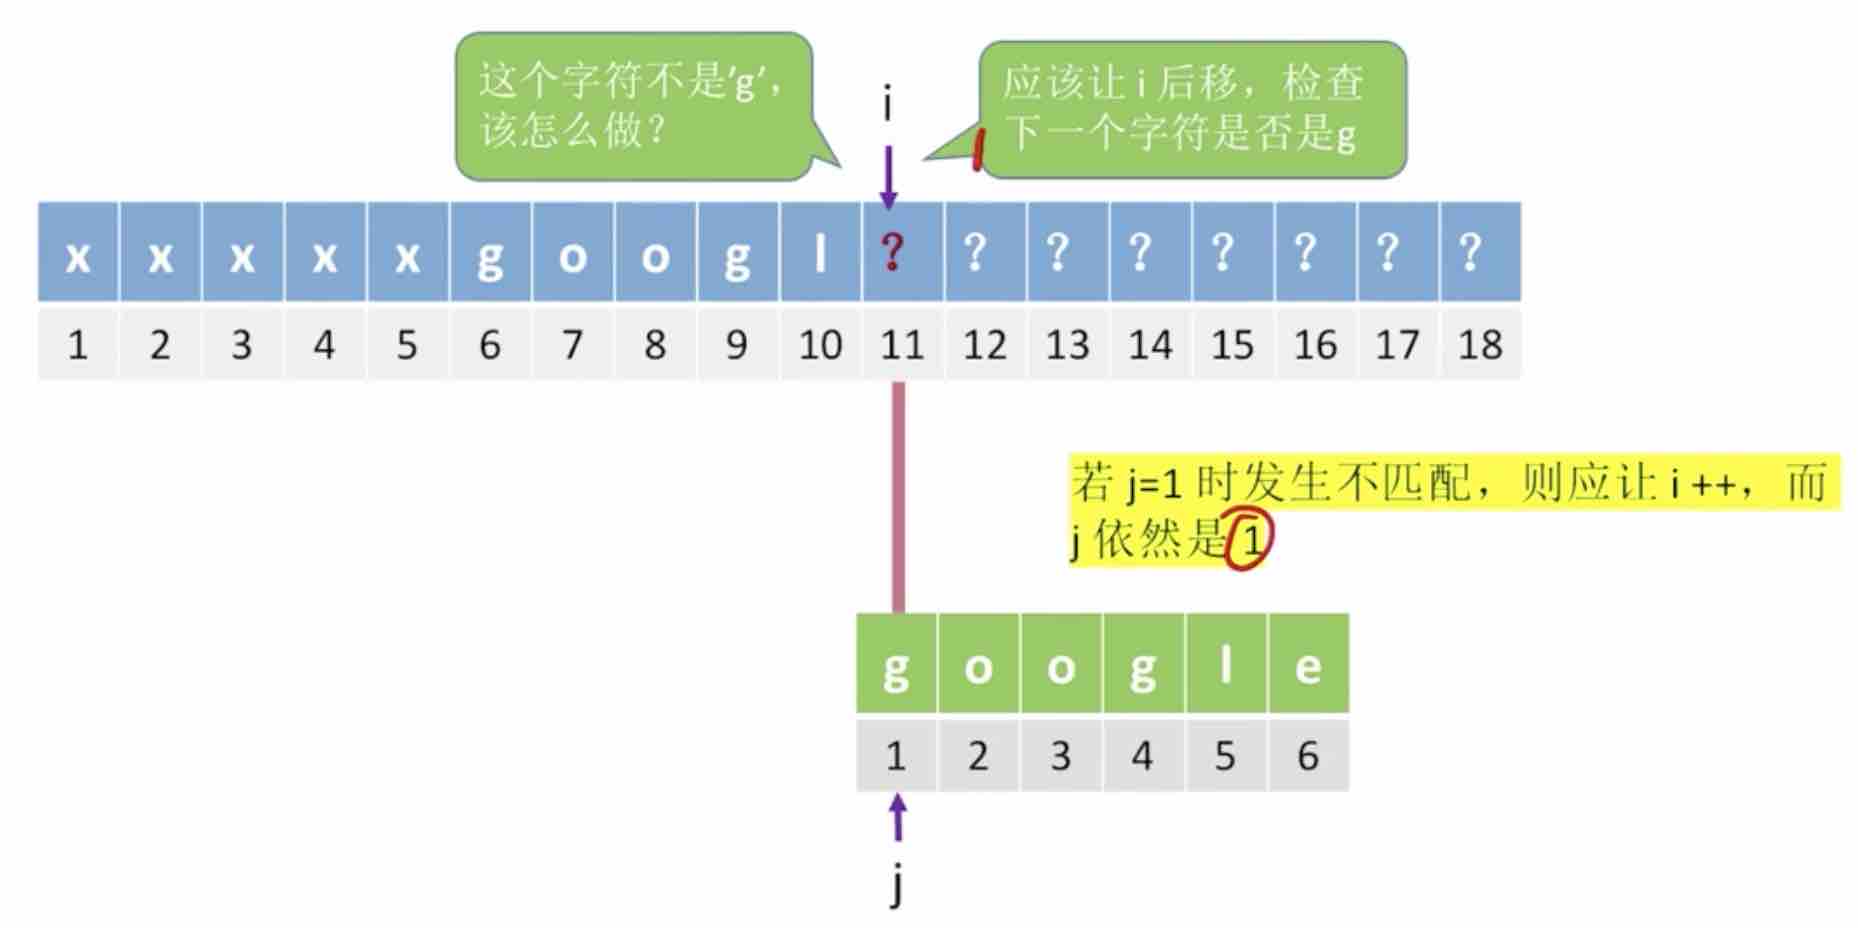 这个字符不是'g'，
该怎么做？
i
应该让 i 后移，检查
下一个字符是否是g
x x x x x g o o g l ? ? ? ? ? ? ? ?
1 2 3 4 5 6 7 8 9 10 11 12 13 14 15 16 17 18
若 j=1 时发生不匹配，则应让 i ++，而
j 依然是 1
g o o g l e
1 2 3 4 5 6
j